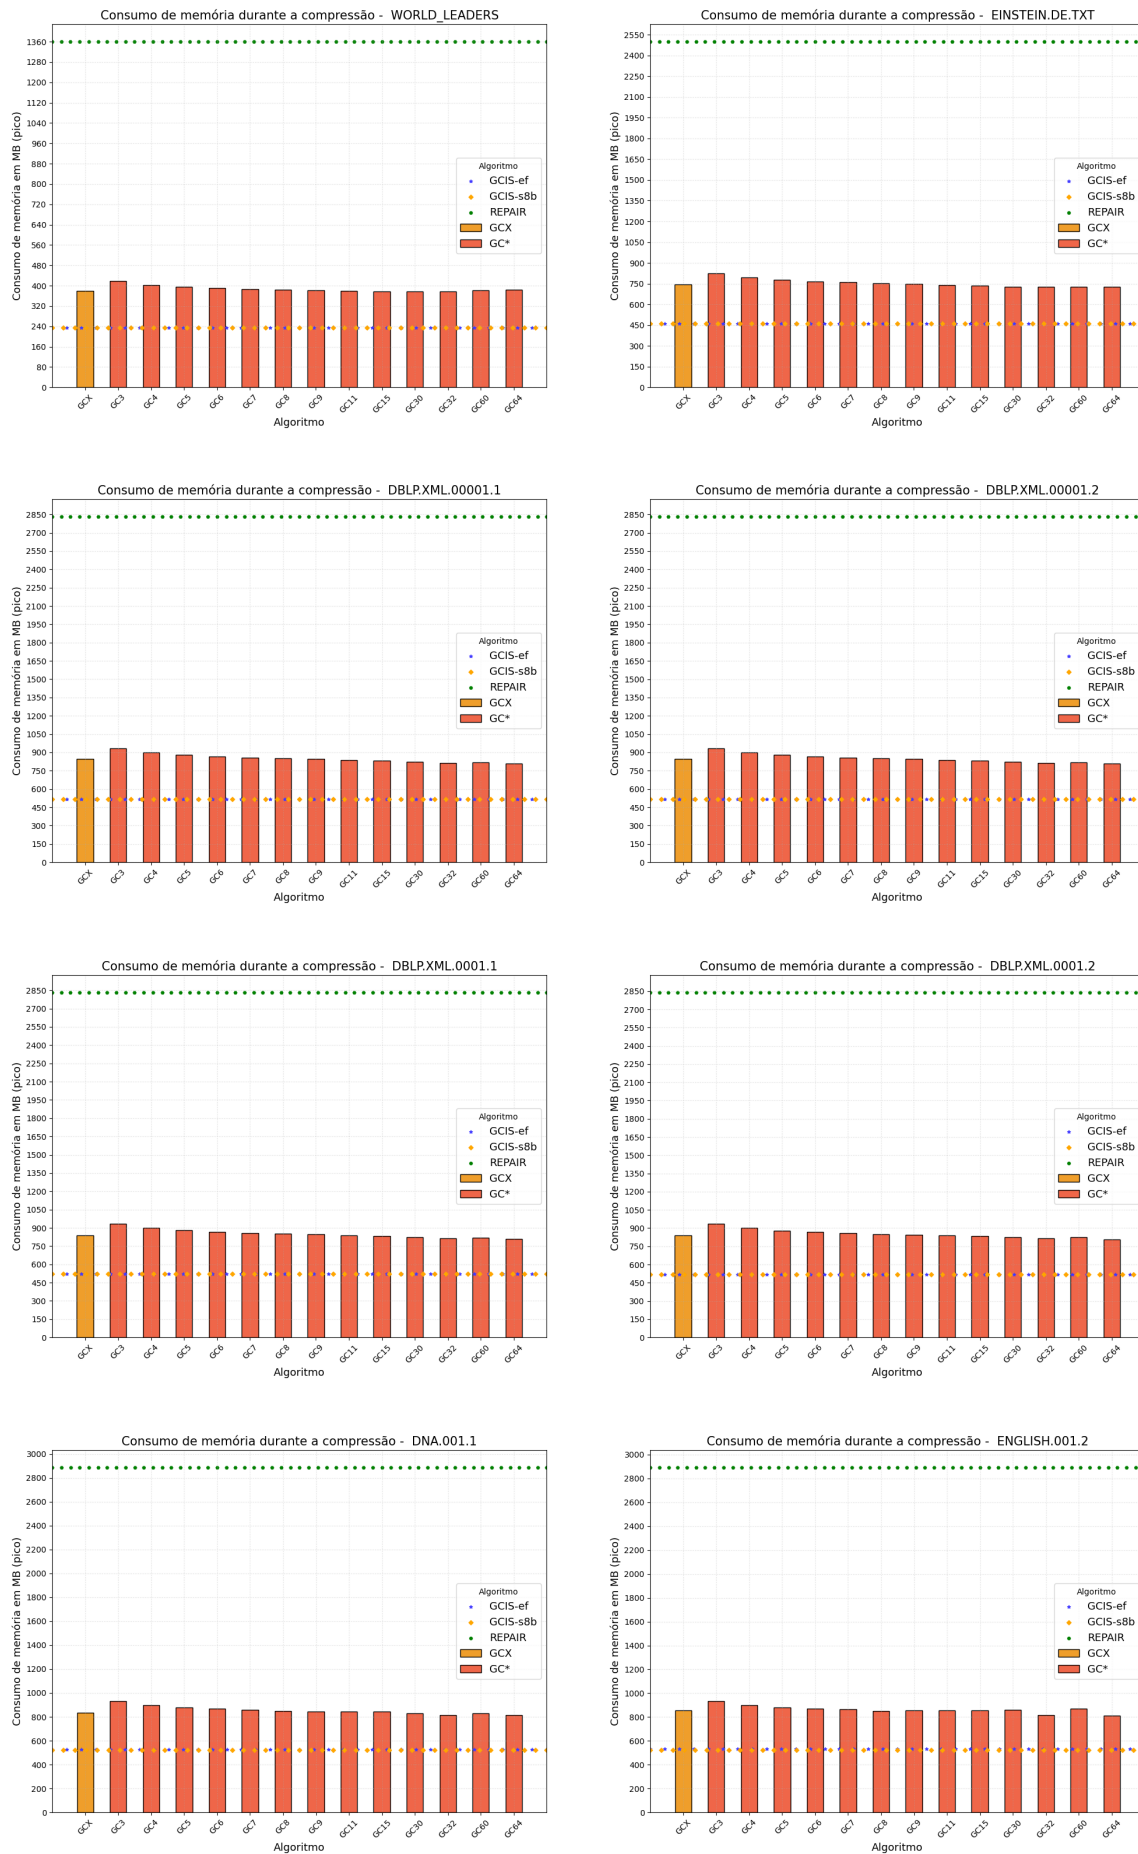 Consumo de memória durante a compressão - WORLD_LEADERS
Consumo de memória em MB (pico)
1360
1280
1200
1120
1040
960
880
800
720
640
560
480
400
320
240
160
80
0
Algoritmo
GCIS-ef
GCIS-s8b
REPAIR
GCX
GC*
GCX GC3 GC4 GC5 GC6 GC7 GC8 GC9 GC11 GC15 GC30 GC32 GC60 GC64
Algoritmo
Consumo de memória durante a compressão - EINSTEIN.DE.TXT
Consumo de memória em MB (pico)
2550
2400
2250
2100
1950
1800
1650
1500
1350
1200
1050
900
750
600
450
300
150
0
Algoritmo
GCIS-ef
GCIS-s8b
REPAIR
GCX
GC*
GCX GC3 GC4 GC5 GC6 GC7 GC8 GC9 GC11 GC15 GC30 GC32 GC60 GC64
Algoritmo
Consumo de memória durante a compressão - DBLP.XML.00001.1
Consumo de memória em MB (pico)
2850
2700
2550
2400
2250
2100
1950
1800
1650
1500
1350
1200
1050
900
750
600
450
300
150
0
Algoritmo
GCIS-ef
GCIS-s8b
REPAIR
GCX
GC*
GCX GC3 GC4 GC5 GC6 GC7 GC8 GC9 GC11 GC15 GC30 GC32 GC60 GC64
Algoritmo
Consumo de memória durante a compressão - DBLP.XML.00001.2
Consumo de memória em MB (pico)
2850
2700
2550
2400
2250
2100
1950
1800
1650
1500
1350
1200
1050
900
750
600
450
300
150
0
Algoritmo
GCIS-ef
GCIS-s8b
REPAIR
GCX
GC*
GCX GC3 GC4 GC5 GC6 GC7 GC8 GC9 GC11 GC15 GC30 GC32 GC60 GC64
Algoritmo
Consumo de memória durante a compressão - DBLP.XML.0001.1
Consumo de memória em MB (pico)
2850
2700
2550
2400
2250
2100
1950
1800
1650
1500
1350
1200
1050
900
750
600
450
300
150
0
Algoritmo
GCIS-ef
GCIS-s8b
REPAIR
GCX
GC*
GCX GC3 GC4 GC5 GC6 GC7 GC8 GC9 GC11 GC15 GC30 GC32 GC60 GC64
Algoritmo
Consumo de memória durante a compressão - DBLP.XML.0001.2
Consumo de memória em MB (pico)
2850
2700
2550
2400
2250
2100
1950
1800
1650
1500
1350
1200
1050
900
750
600
450
300
150
0
Algoritmo
GCIS-ef
GCIS-s8b
REPAIR
GCX
GC*
GCX GC3 GC4 GC5 GC6 GC7 GC8 GC9 GC11 GC15 GC30 GC32 GC60 GC64
Algoritmo
Consumo de memória durante a compressão - DNA.001.1
Consumo de memória em MB (pico)
3000
2800
2600
2400
2200
2000
1800
1600
1400
1200
1000
800
600
400
200
0
Algoritmo
GCIS-ef
GCIS-s8b
REPAIR
GCX
GC*
GCX GC3 GC4 GC5 GC6 GC7 GC8 GC9 GC11 GC15 GC30 GC32 GC60 GC64
Algoritmo
Consumo de memória durante a compressão - ENGLISH.001.2
Consumo de memória em MB (pico)
3000
2800
2600
2400
2200
2000
1800
1600
1400
1200
1000
800
600
400
200
0
Algoritmo
GCIS-ef
GCIS-s8b
REPAIR
GCX
GC*
GCX GC3 GC4 GC5 GC6 GC7 GC8 GC9 GC11 GC15 GC30 GC32 GC60 GC64
Algoritmo